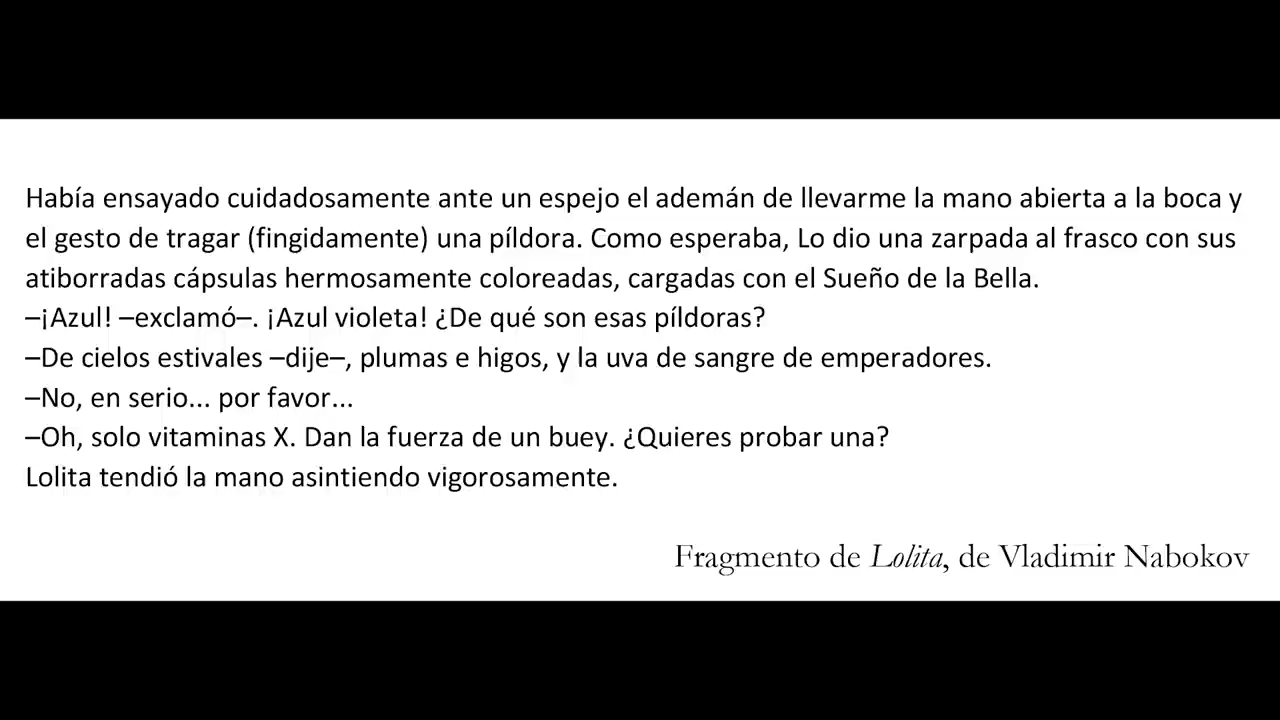 Había ensayado cuidadosamente ante un espejo el ademán de llevarme la mano abierta a la boca y
el gesto de tragar (fingidamente) una píldora. Como esperaba, Lo dio una zarpada al frasco con sus
atiborradas cápsulas hermosamente coloreadas, cargadas con el Sueño de la Bella.
–¡Azul! –exclamó–. ¡Azul violeta! ¿De qué son esas píldoras?
–De cielos estivales –dije–, plumas e higos, y la uva de sangre de emperadores.
–No, en serio... por favor...
–Oh, solo vitaminas X. Dan la fuerza de un buey. ¿Quieres probar una?
Lolita tendió la mano asintiendo vigorosamente.
Fragmento de Lolita, de Vladimir Nabokov